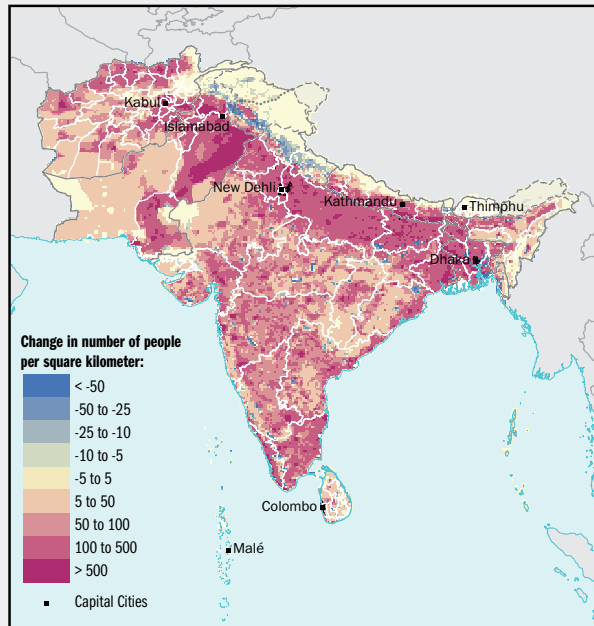 Kabul
Islamabad
New Dehli
Kathmandu
Thimphu
Dhaka
Change in number of people
per square kilometer:
< -50
-50 to -25
-25 to -10
-10 to -5
-5 to 5
5 to 50
50 to 100
100 to 500
> 500
Capital Cities
Colombo
Malé